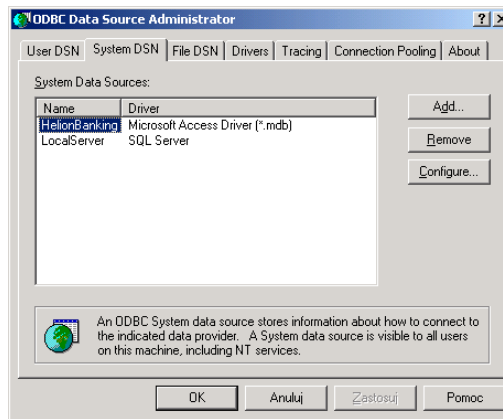 ODBC Data Source Administrator
User DSN System DSN File DSN Drivers Tracing Connection Pooling About
System Data Sources:
Name Driver
HelionBanking Microsoft Access Driver (*.mdb)
LocalServer SQL Server
Add...
Remove
Configure...
An ODBC System data source stores information about how to connect to
the indicated data provider. A System data source is visible to all users
on this machine, including NT services.
OK Anuluj Zastosuj Pomoc